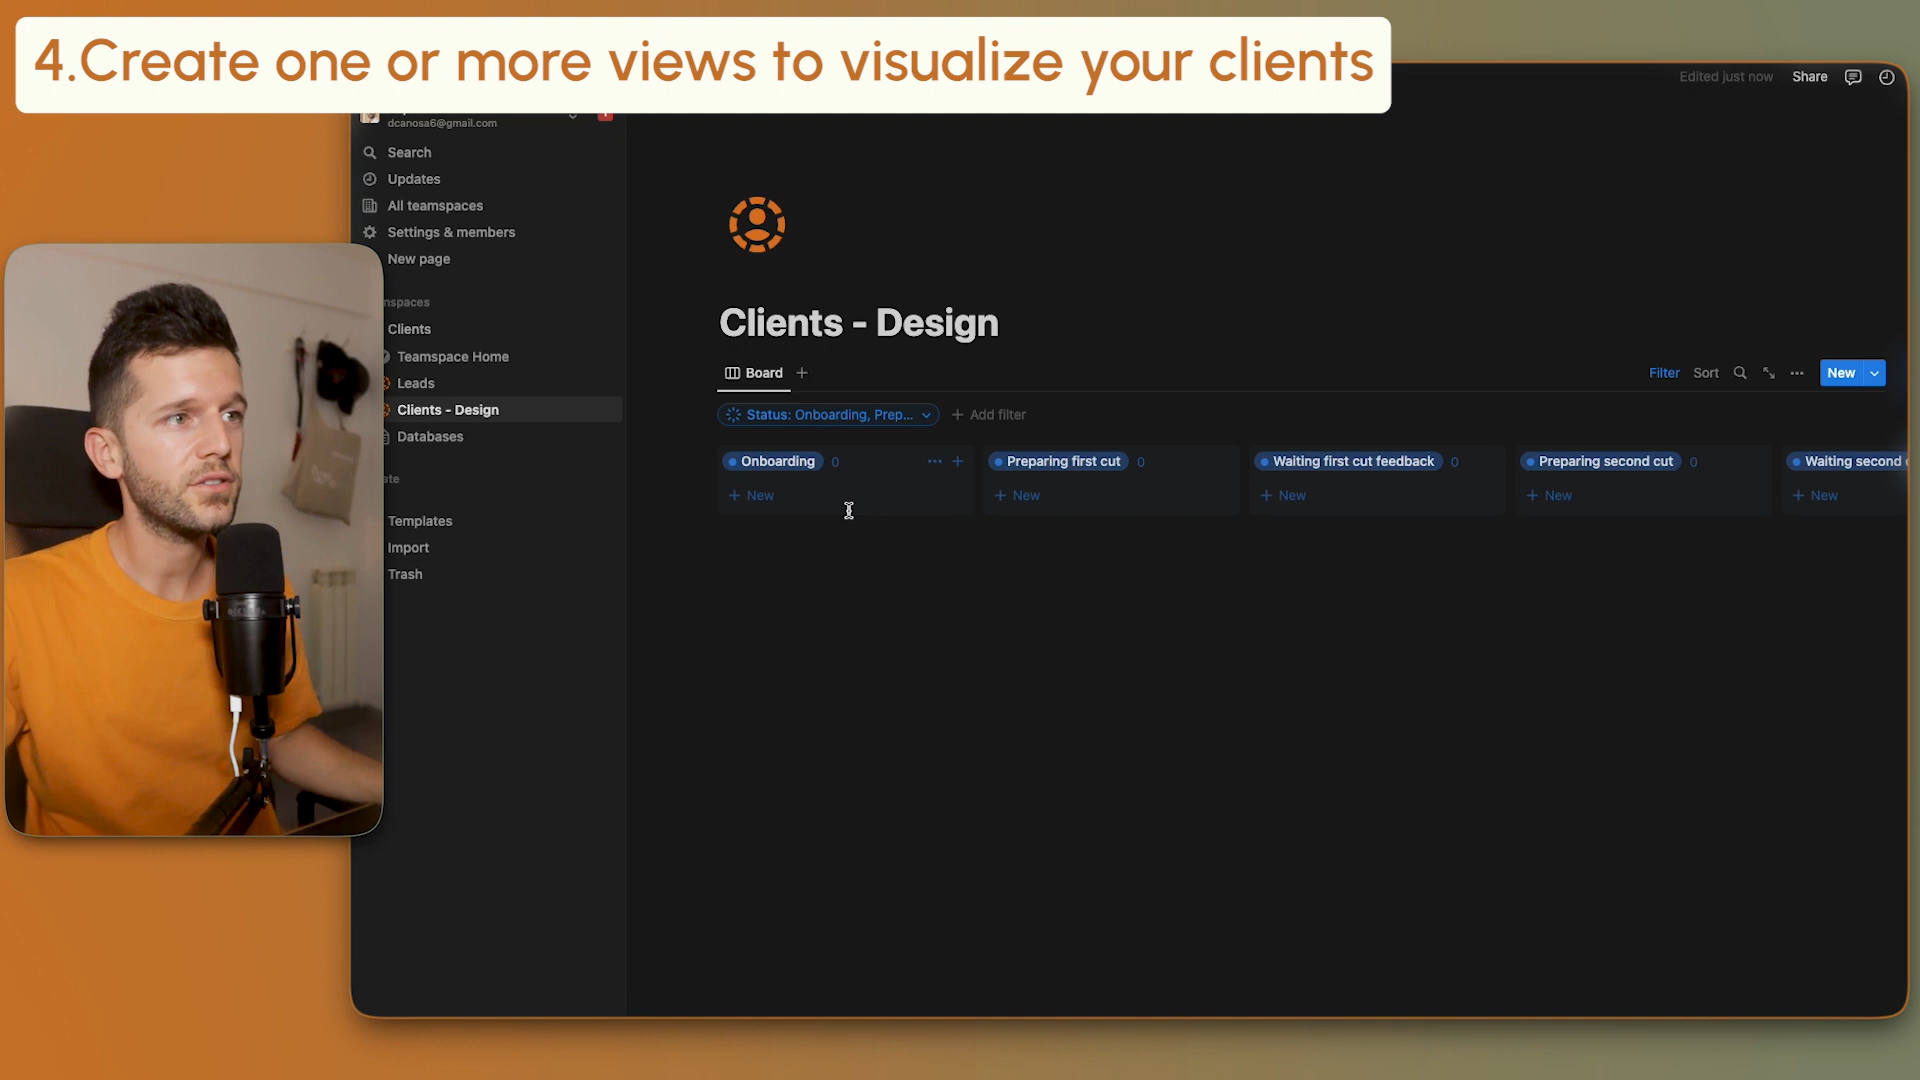 4.Create one or more views to visualize your clients
Edited just now Share
dcanosa6@gmail.com
Search
Updates
All teamspaces
Settings & members
New page
Clients
Teamspace Home
Leads
Clients - Design
Databases
Templates
Import
Trash
Clients - Design
Board
Filter Sort New
Status: Onboarding, Prep... Add filter
Onboarding 0 Preparing first cut 0 Waiting first cut feedback 0 Preparing second cut 0 Waiting second
New New New New New